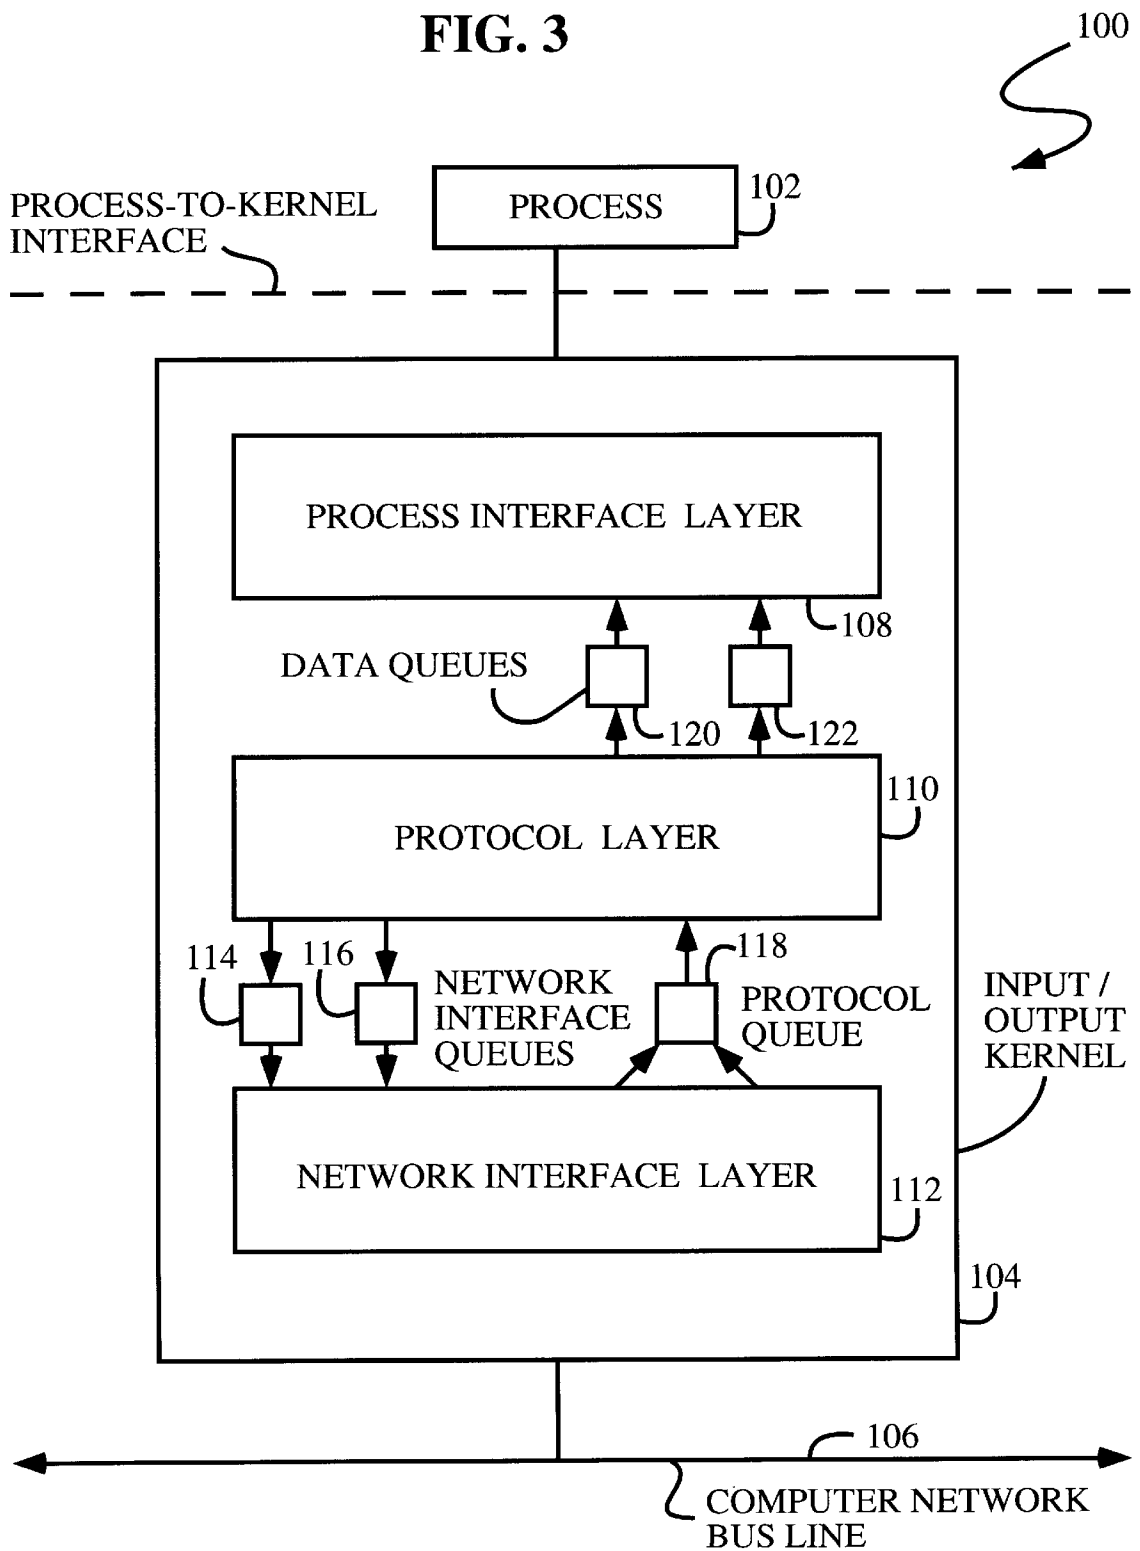 FIG. 3
100
PROCESS
102
PROCESS-TO-KERNEL
INTERFACE
PROCESS INTERFACE LAYER
108
DATA QUEUES
120
122
110
PROTOCOL LAYER
114
116
118
NETWORK
INTERFACE
QUEUES
PROTOCOL
QUEUE
INPUT /
OUTPUT
KERNEL
NETWORK INTERFACE LAYER
112
104
106
COMPUTER NETWORK
BUS LINE